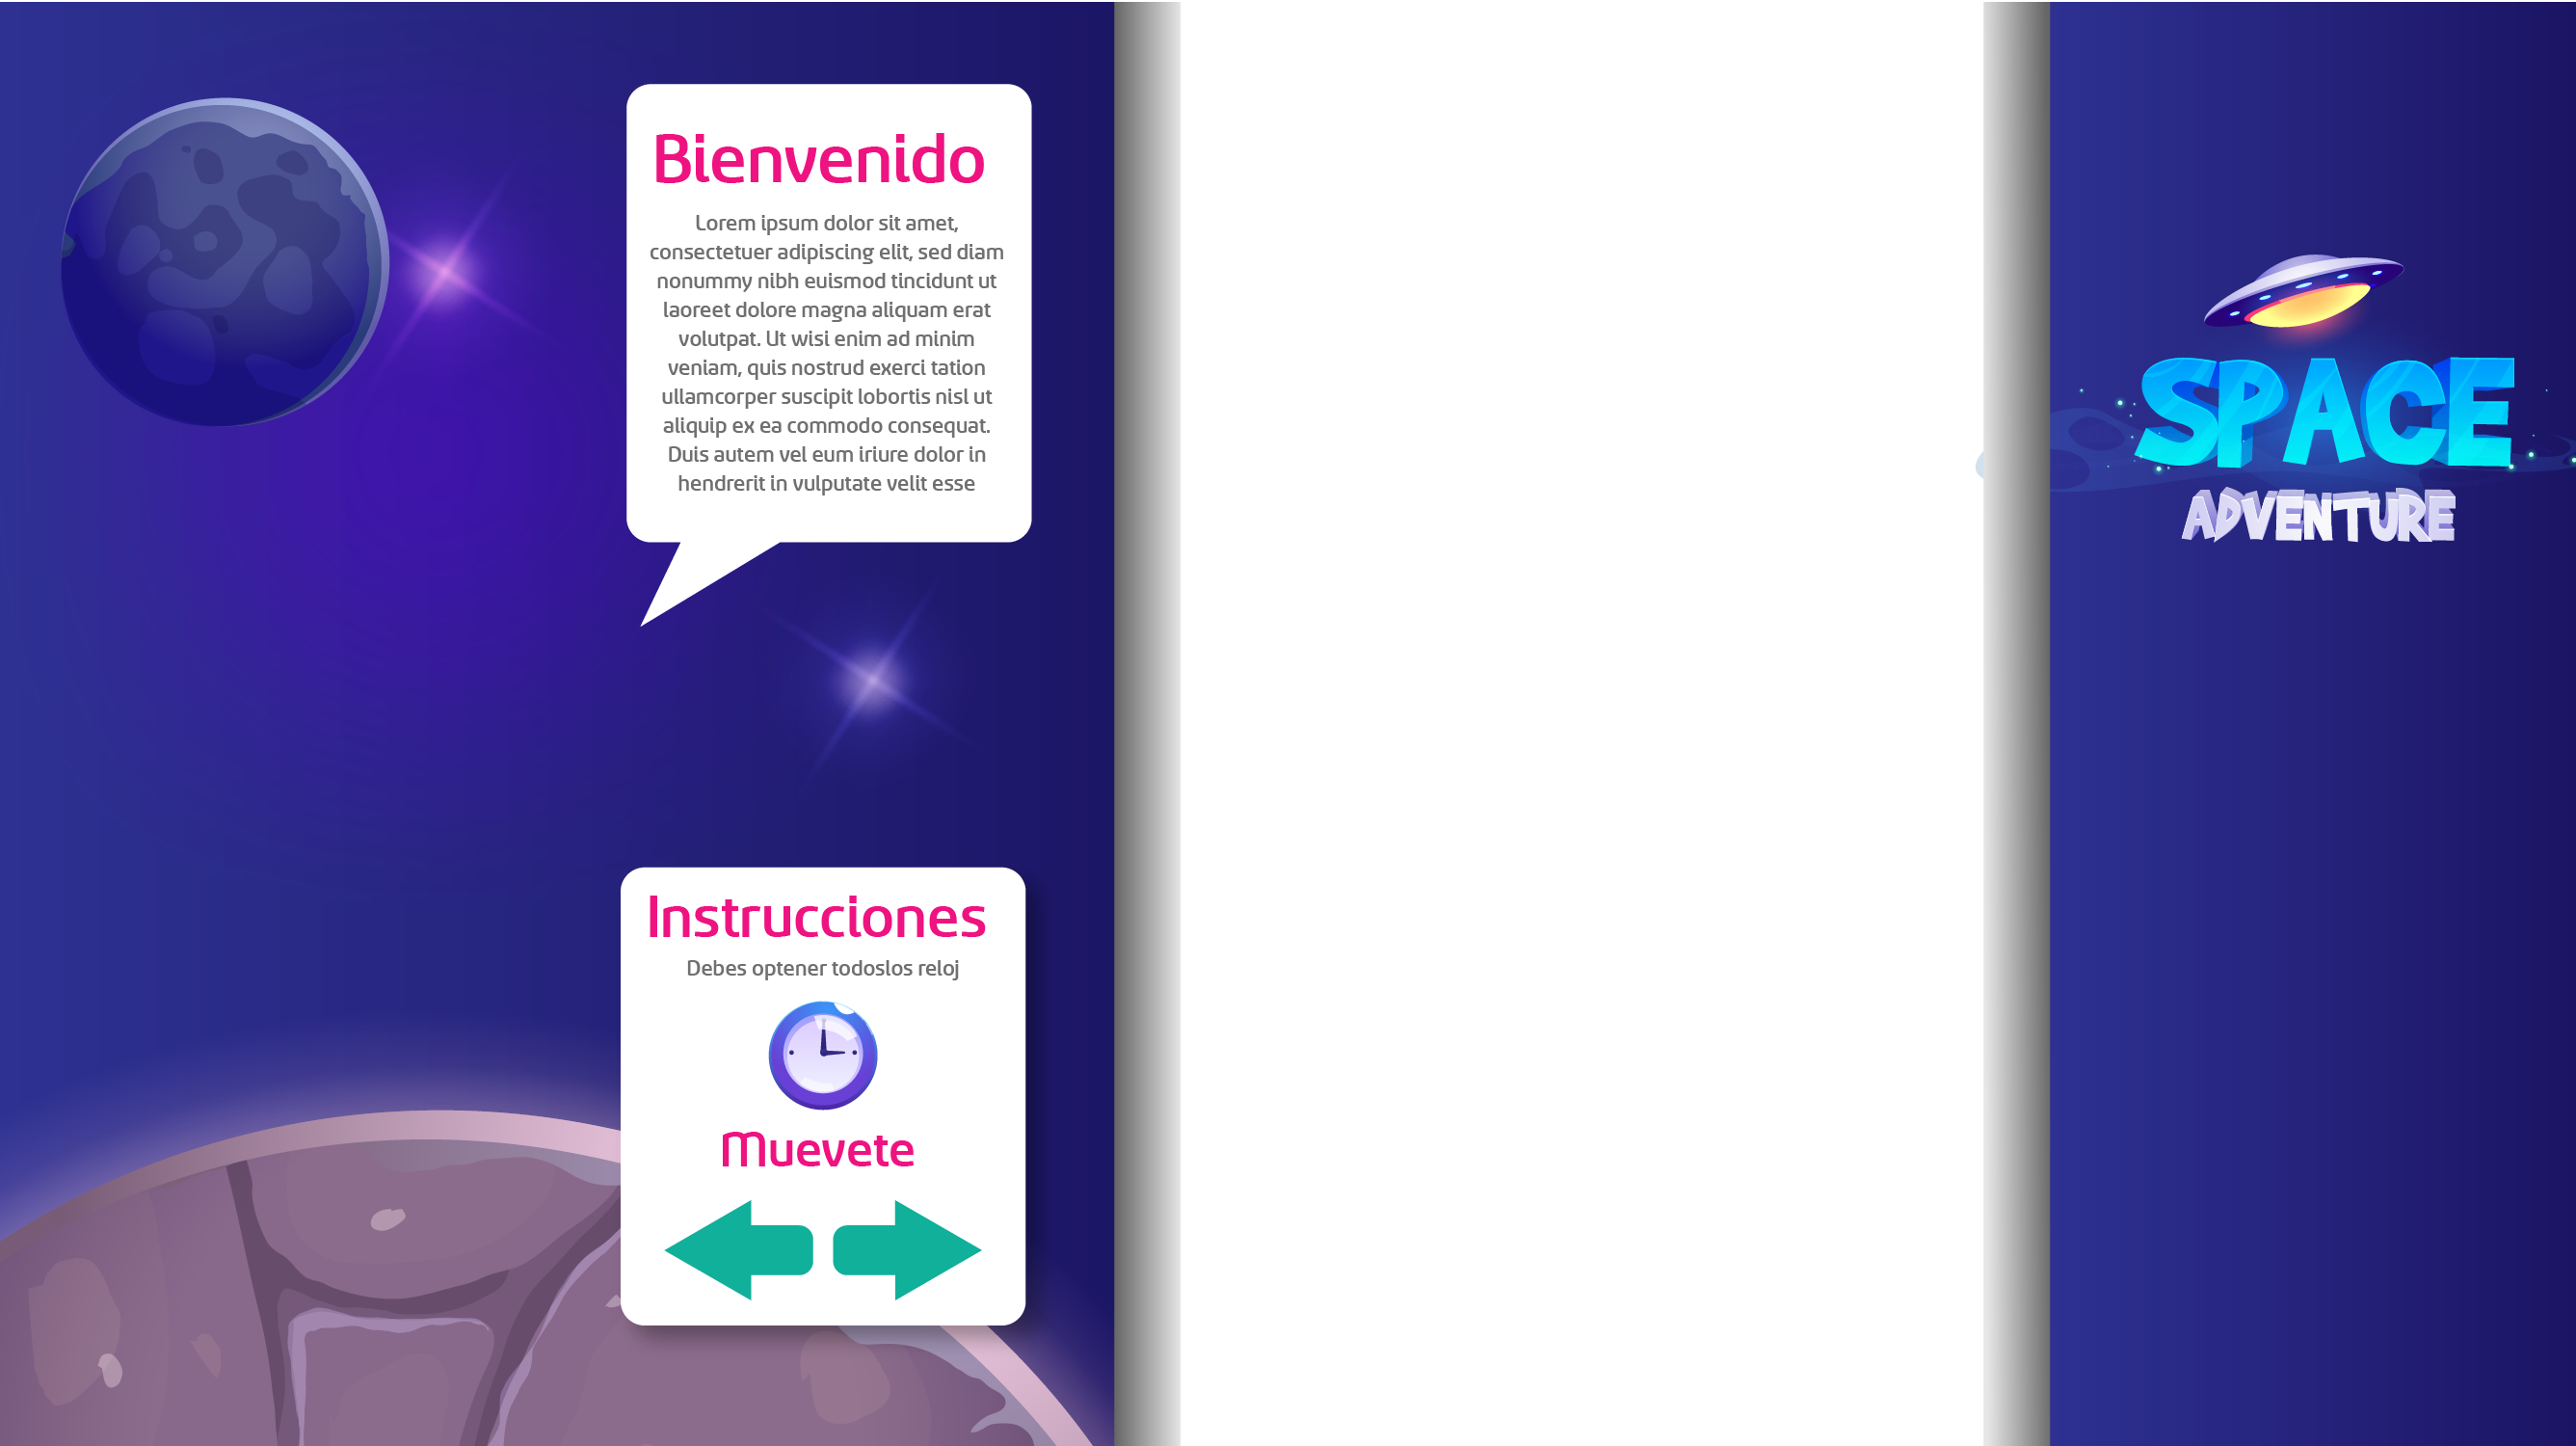 Bienvenido
Lorem ipsum dolor sit amet,
consectetuer adipiscing elit, sed diam
nonummy nibh euismod tincidunt ut
laoreet dolore magna aliquam erat
volutpat. Ut wisi enim ad minim
veniam, quis nostrud exerci tation
ullamcorper suscipit lobortis nisl ut
aliquip ex ea commodo consequat.
Duis autem vel eum iriure dolor in
hendrerit in vulputate velit esse
Instrucciones
Debes optener todoslos reloj
Muevete
SPACE
ADVENTURE